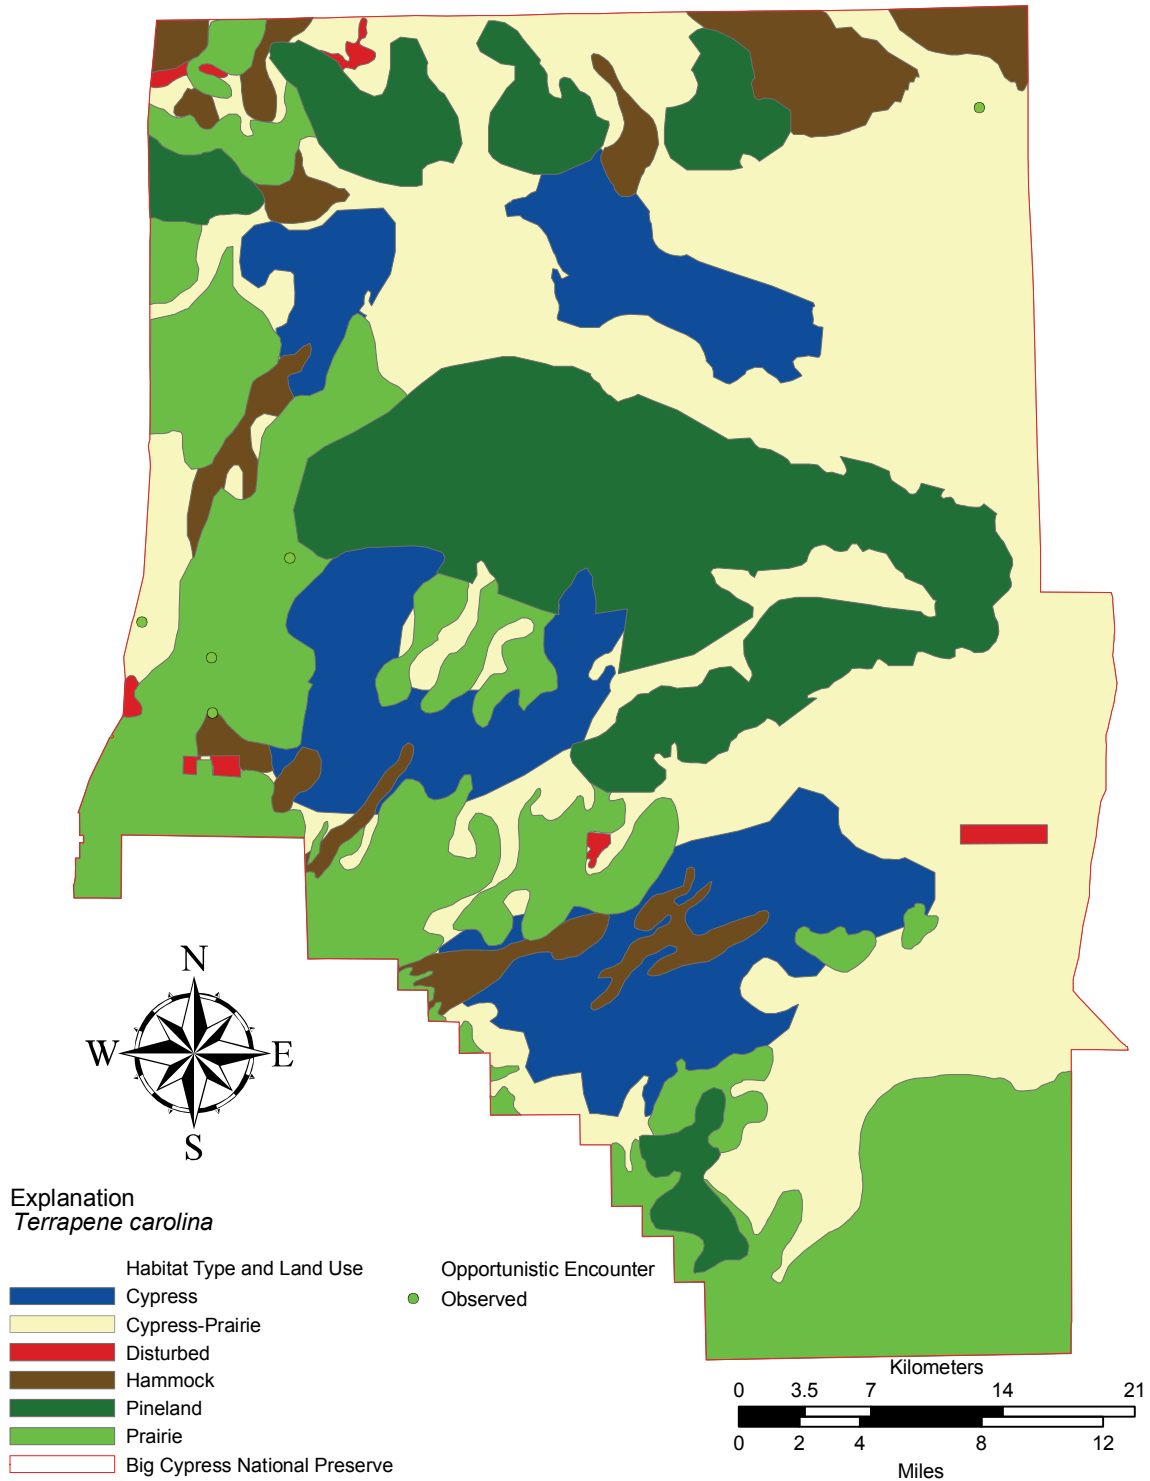 N
W E
S
Explanation
Terrapene carolina
Habitat Type and Land Use
Cypress
Cypress-Prairie
Disturbed
Hammock
Pineland
Prairie
Big Cypress National Preserve
Opportunistic Encounter
Observed
Kilometers
0 3.5 7 14 21
0 2 4 8 12
Miles